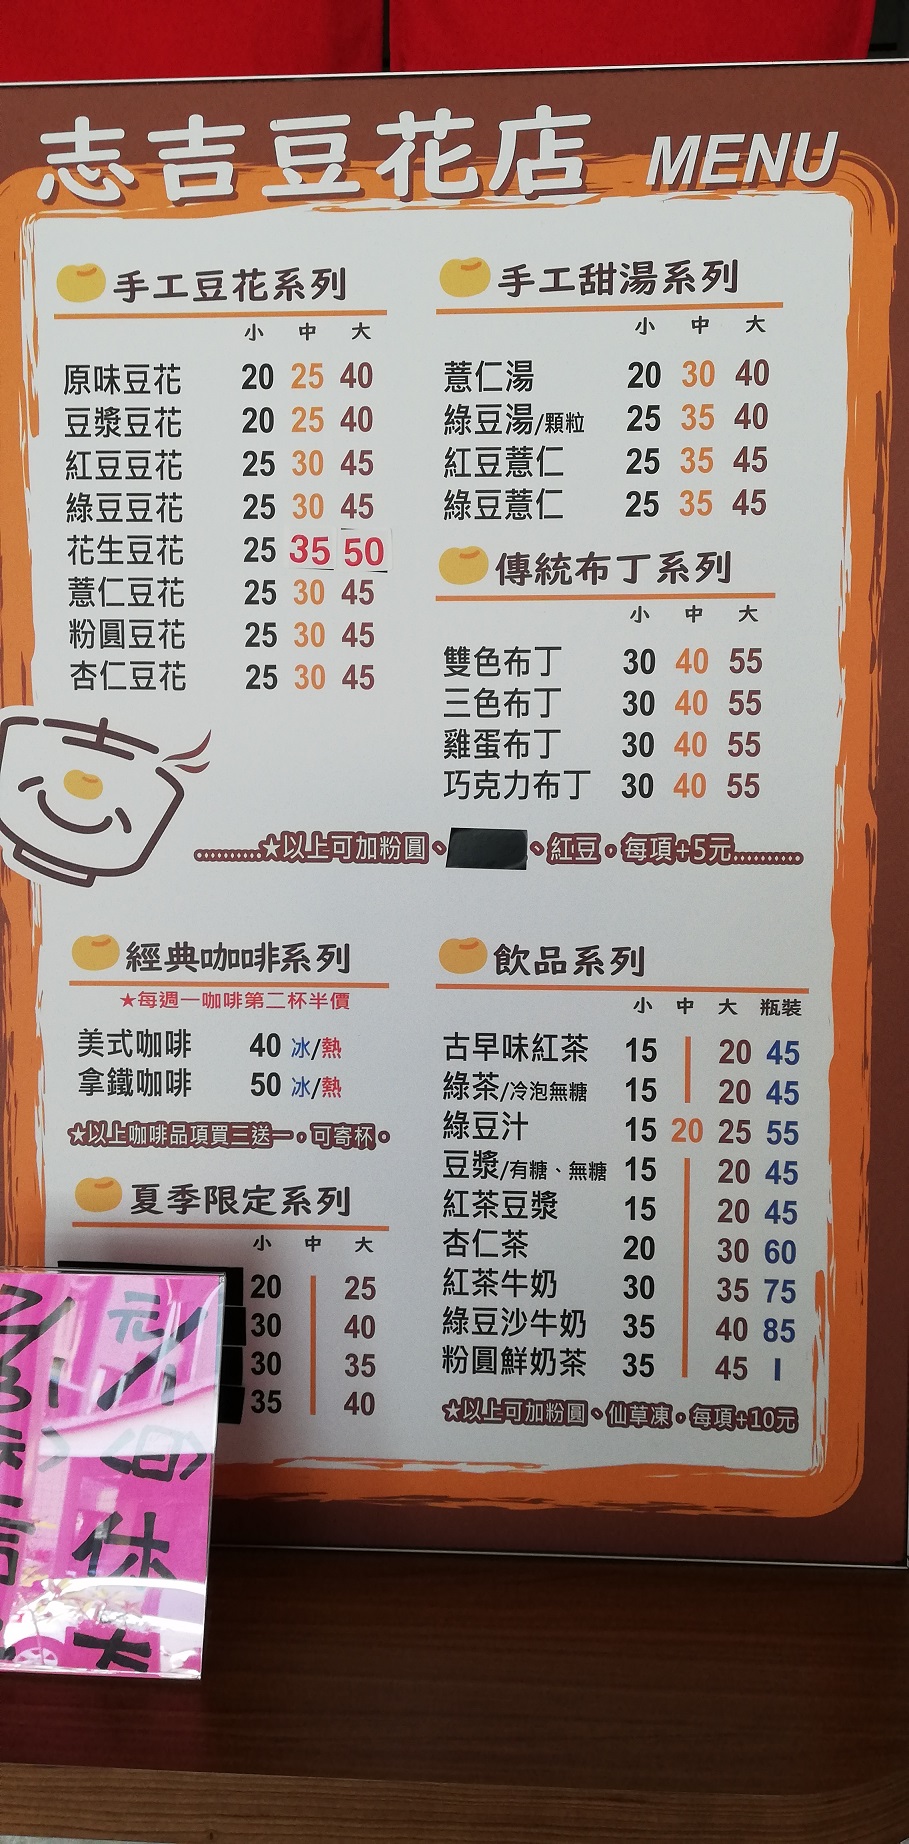 志吉豆花店 MENU
手工豆花系列
小 中 大
原味豆花 20 25 40
豆漿豆花 20 25 40
紅豆豆花 25 30 45
綠豆豆花 25 30 45
花生豆花 25 35 50
薏仁豆花 25 30 45
粉圓豆花 25 30 45
杏仁豆花 25 30 45
手工甜湯系列
小 中 大
薏仁湯 20 30 40
綠豆湯/顆粒 25 35 40
紅豆薏仁 25 35 45
綠豆薏仁 25 35 45
傳統布丁系列
小 中 大
雙色布丁 30 40 55
三色布丁 30 40 55
雞蛋布丁 30 40 55
巧克力布丁 30 40 55
..........★以上可加粉圓、、紅豆。每項+5元..........
經典咖啡系列
★每週一咖啡第二杯半價
美式咖啡 40 冰/熱
拿鐵咖啡 50 冰/熱
★以上咖啡品項買三送一。可寄杯。
夏季限定系列
小 中 大
20 | 25
30 | 40
30 | 35
35 | 40
飲品系列
小 中 大 瓶裝
古早味紅茶 15 | 20 45
綠茶/冷泡無糖 15 | 20 45
綠豆汁 15 20 25 55
豆漿/有糖、無糖 15 | 20 45
紅茶豆漿 15 | 20 45
杏仁茶 20 | 30 60
紅茶牛奶 30 | 35 75
綠豆沙牛奶 35 | 40 85
粉圓鮮奶茶 35 | 45 |
★以上可加粉圓、仙草凍。每項+10元
元/
(日)
休